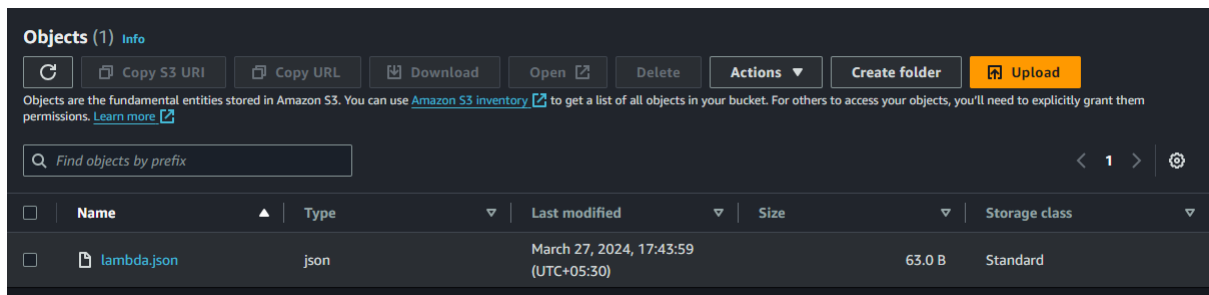 Objects (1) Info
Copy S3 URI Copy URL Download Open Delete Actions Create folder Upload
Objects are the fundamental entities stored in Amazon S3. You can use Amazon S3 inventory to get a list of all objects in your bucket. For others to access your objects, you'll need to explicitly grant them
permissions. Learn more
Find objects by prefix 1
Name Type Last modified Size Storage class
lambda.json json March 27, 2024, 17:43:59 63.0 B Standard
(UTC+05:30)